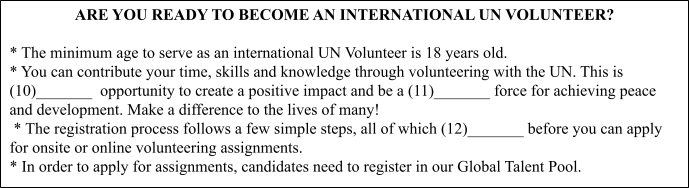 ARE YOU READY TO BECOME AN INTERNATIONAL UN VOLUNTEER?
* The minimum age to serve as an international UN Volunteer is 18 years old.
* You can contribute your time, skills and knowledge through volunteering with the UN. This is
(10)_______ opportunity to create a positive impact and be a (11)_______ force for achieving peace
and development. Make a difference to the lives of many!
* The registration process follows a few simple steps, all of which (12)_______ before you can apply
for onsite or online volunteering assignments.
* In order to apply for assignments, candidates need to register in our Global Talent Pool.